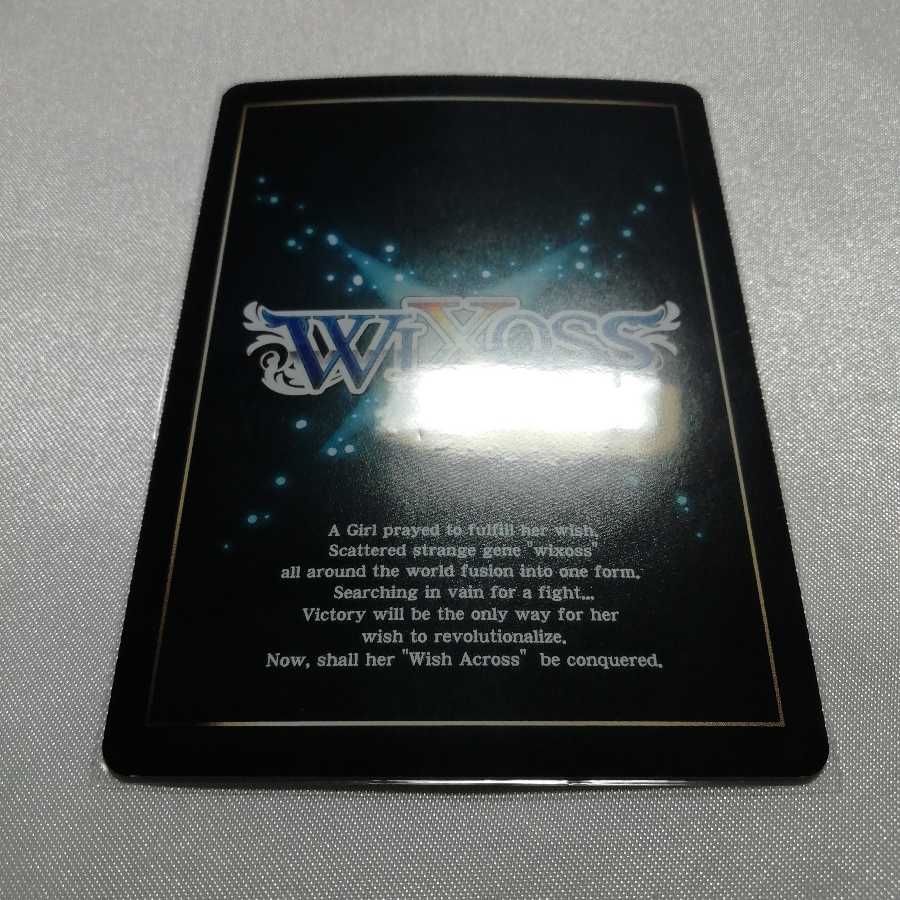 WIXOSS
A Girl prayed to fulfill her wish.
Scattered strange gene "wixoss"
all around the world fusion into one form.
Searching in vain for a fight...
Victory will be the only way for her
wish to revolutionalize.
Now, shall her "Wish Across" be conquered.